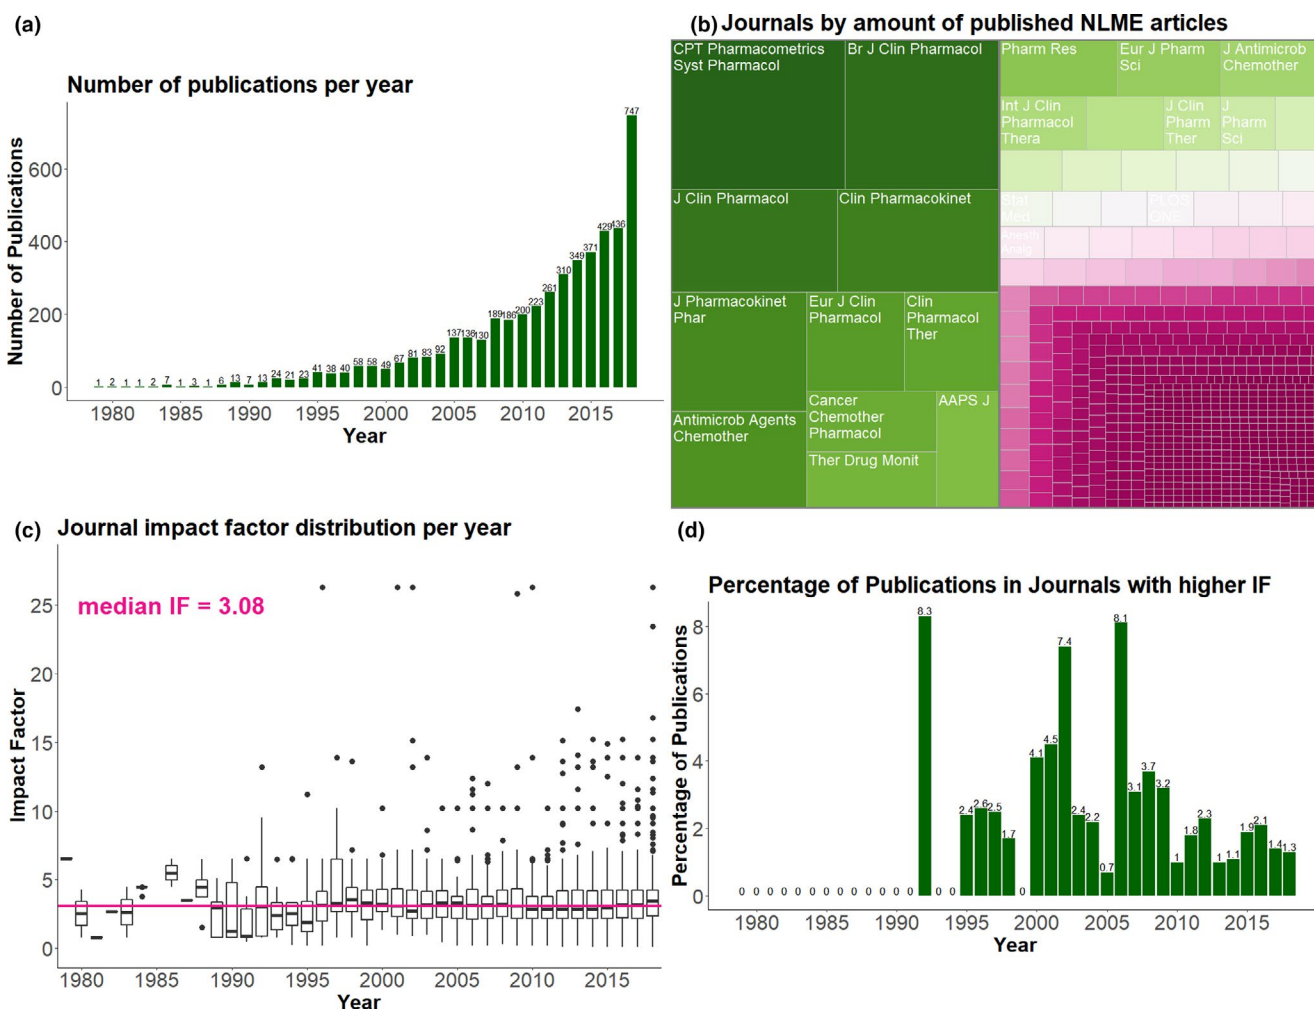 (a)
Number of publications per year
Number of Publications
600
400
200
0
1 2 1 1 2 7 1 3 1 6 13 7 13 24 21 23 41 38 40 58 58 49 67 81 83 92 137 136 130 189 186 200 223 261 310 349 371 429 436 747
1980 1985 1990 1995 2000 2005 2010 2015
Year
(b) Journals by amount of published NLME articles
CPT Pharmacometrics
Syst Pharmacol
Br J Clin Pharmacol
J Clin Pharmacol
Clin Pharmacokinet
J Pharmacokinet
Phar
Eur J Clin
Pharmacol
Clin
Pharmacol
Ther
Antimicrob Agents
Chemother
Cancer
Chemother
Pharmacol
AAPS J
Ther Drug Monit
Pharm Res
Eur J Pharm
Sci
J Antimicrob
Chemother
Int J Clin
Pharmacol
Thera
J Clin
Pharm
Ther
J
Pharm
Sci
Stat
Med
PLOS
ONE
Anesth
Analg
(c)
Journal impact factor distribution per year
median IF = 3.08
Impact Factor
25
20
15
10
5
0
1980 1985 1990 1995 2000 2005 2010 2015
Year
(d)
Percentage of Publications in Journals with higher IF
Percentage of Publications
8
6
4
2
0
0 0 0 0 0 0 0 0 0 0 0 0 0 8.3 0 0 2.4 2.6 2.5 1.7 0 4.1 4.5 7.4 2.4 2.2 0.7 8.1 3.1 3.7 3.2 1 1.8 2.3 1 1.1 1.9 2.1 1.4 1.3
1980 1985 1990 1995 2000 2005 2010 2015
Year